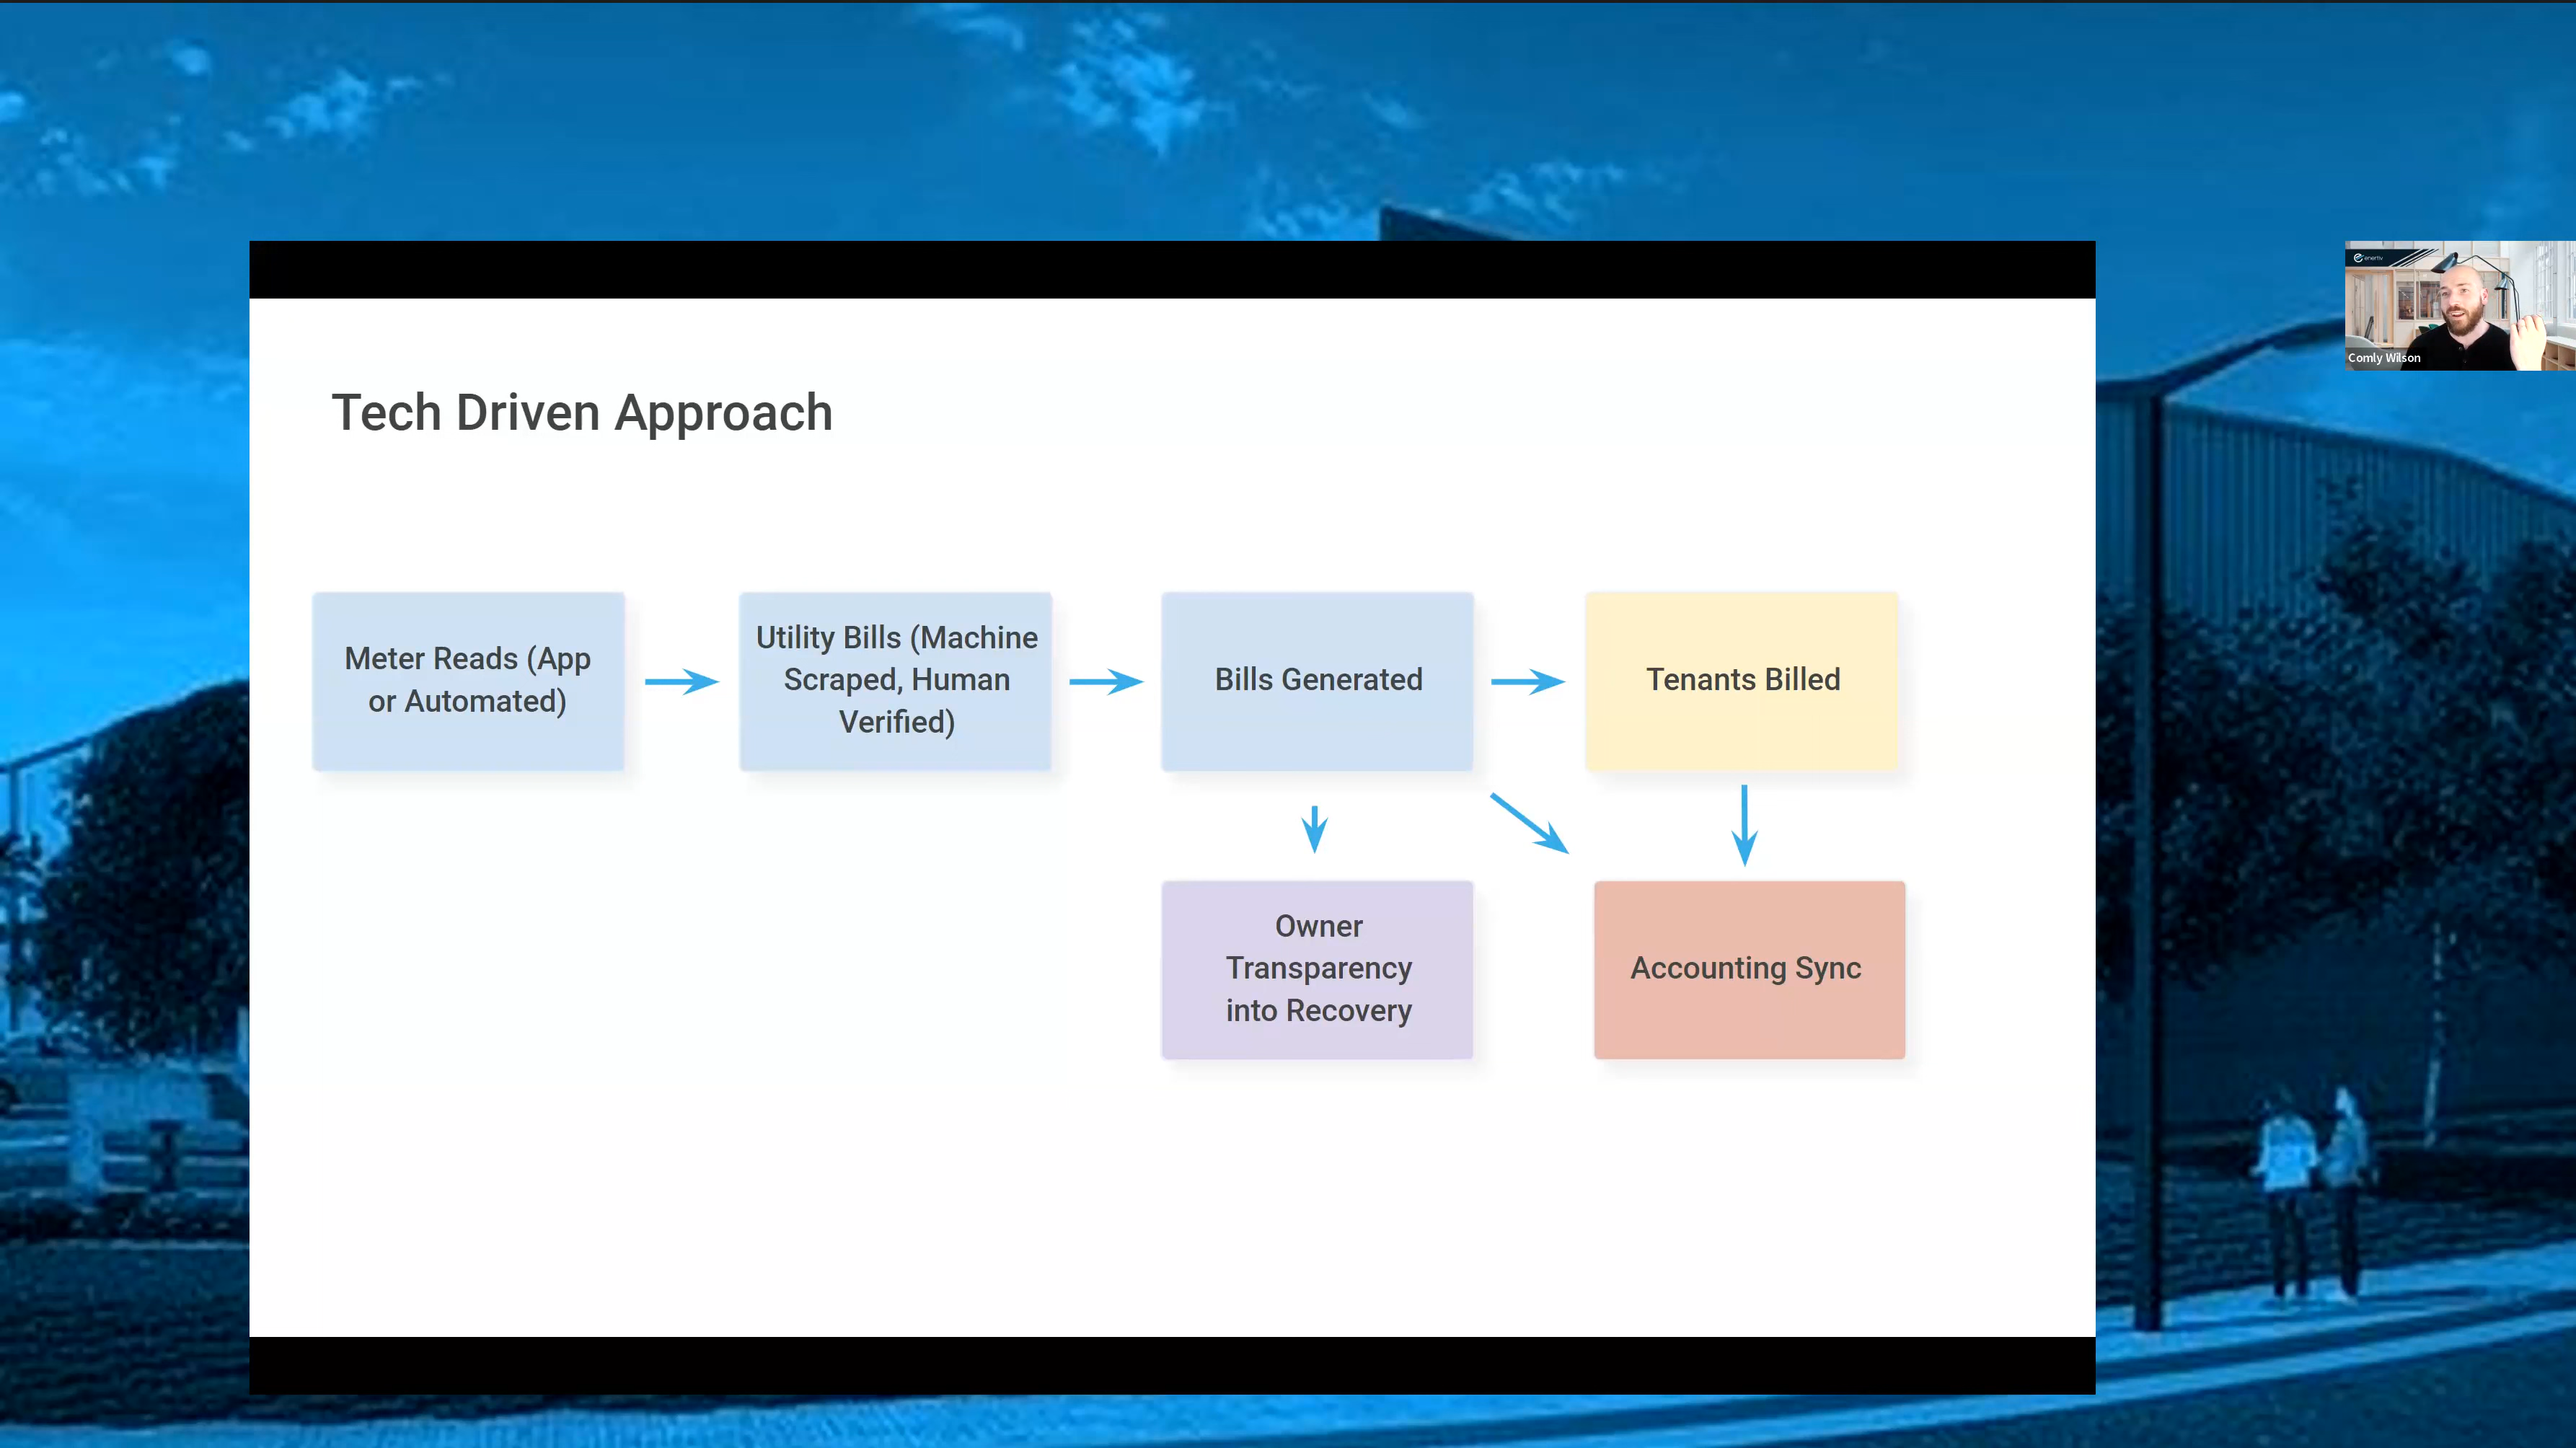 enertiv
Comly Wilson
Tech Driven Approach
Meter Reads (App
or Automated)
Utility Bills (Machine
Scraped, Human
Verified)
Bills Generated
Tenants Billed
Owner
Transparency
into Recovery
Accounting Sync